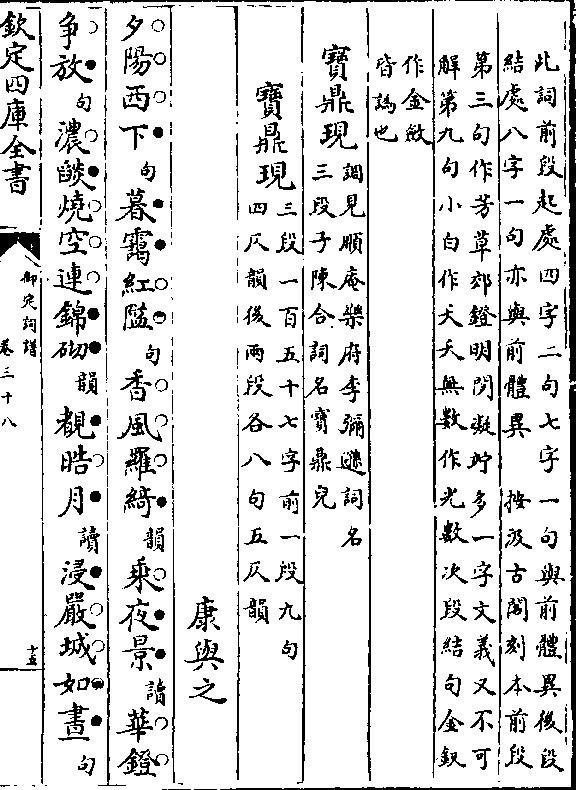 此詞前段起處四字二句七字一句與前體異後段
結處八字一句亦與前體異 按汲古閣刻本前段
第三句作芳草郊鐙明閃凝竚多一字文義又不可
解第九句小白作夭夭無數作光數次段結句金釵
作金斂
皆譌也
寶鼎現 調見順庵樂府李彌遜詞名
三段子陳合詞名寶鼎兒
寶鼎現 三段一百五十七字前一段九句
四仄韻後兩段各八句五仄韻
康與之
夕陽西下句暮靄紅隘句香風羅綺韻乘夜景讀華鐙
争放句濃燄燒空連錦砌韻覩皓月讀浸嚴城如晝句
欽定四庫全書
御定詞譜
卷三十八
十五